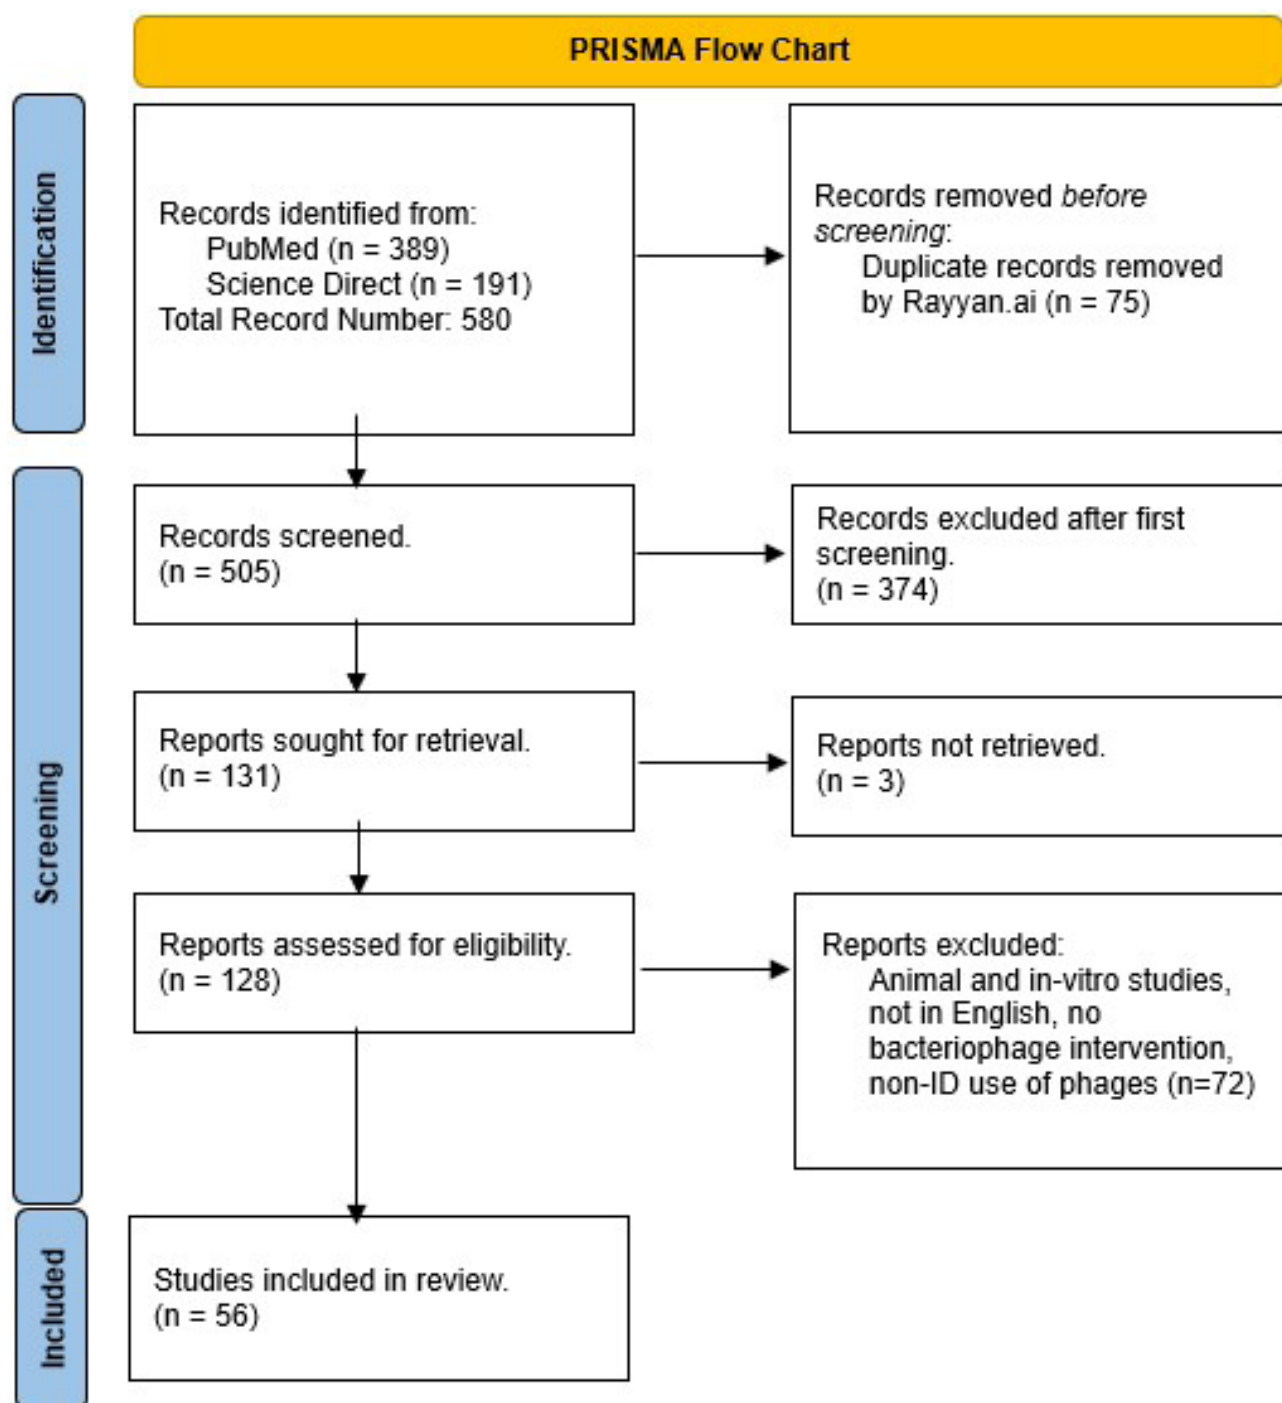 PRISMA Flow Chart
Identification
Records identified from:
PubMed (n = 389)
Science Direct (n = 191)
Total Record Number: 580
Records removed before
screening:
Duplicate records removed
by Rayyan.ai (n = 75)
Screening
Records screened.
(n = 505)
Records excluded after first
screening.
(n = 374)
Reports sought for retrieval.
(n = 131)
Reports not retrieved.
(n = 3)
Reports assessed for eligibility.
(n = 128)
Reports excluded:
Animal and in-vitro studies,
not in English, no
bacteriophage intervention,
non-ID use of phages (n=72)
Included
Studies included in review.
(n = 56)